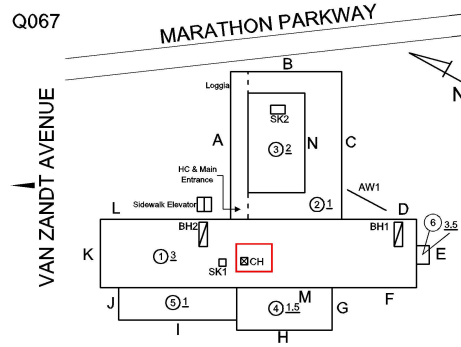 Q067
MARATHON PARKWAY
B
Loggia
N
SK2
A
N
C
3 2
VAN ZANDT AVENUE
HC & Main
Entrance
AW1
Sidewalk Elevator
2 1
L
D
BH2
BH1
6 3.5
K
1 3
CH
E
SK1
J
M
F
5 1
4 1.5
G
I
H